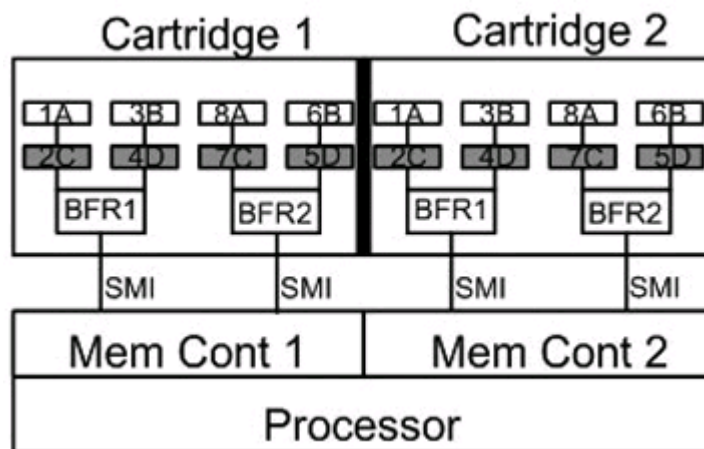 Cartridge 1 Cartridge 2
1A 3B 8A 6B 1A 3B 8A 6B
2C 4D 7C 5D 2C 4D 7C 5D
BFR1 BFR2 BFR1 BFR2
SMI SMI SMI SMI
Mem Cont 1 Mem Cont 2
Processor